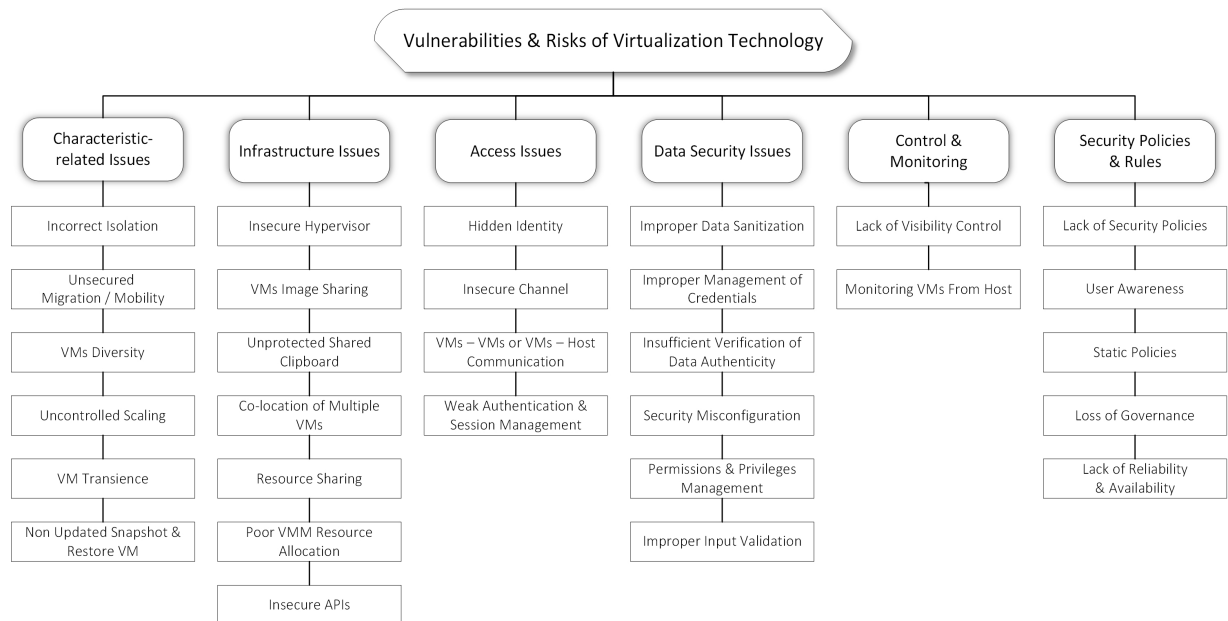 Vulnerabilities & Risks of Virtualization Technology
Characteristic-
related Issues
Incorrect Isolation
Unsecured
Migration / Mobility
VMs Diversity
Uncontrolled Scaling
VM Transience
Non Updated Snapshot &
Restore VM
Infrastructure Issues
Insecure Hypervisor
VMs Image Sharing
Unprotected Shared
Clipboard
Co-location of Multiple
VMs
Resource Sharing
Poor VMM Resource
Allocation
Insecure APIs
Access Issues
Hidden Identity
Insecure Channel
VMs – VMs or VMs – Host
Communication
Weak Authentication &
Session Management
Data Security Issues
Improper Data Sanitization
Improper Management of
Credentials
Insufficient Verification of
Data Authenticity
Security Misconfiguration
Permissions & Privileges
Management
Improper Input Validation
Control &
Monitoring
Lack of Visibility Control
Monitoring VMs From Host
Security Policies
& Rules
Lack of Security Policies
User Awareness
Static Policies
Loss of Governance
Lack of Reliability
& Availability